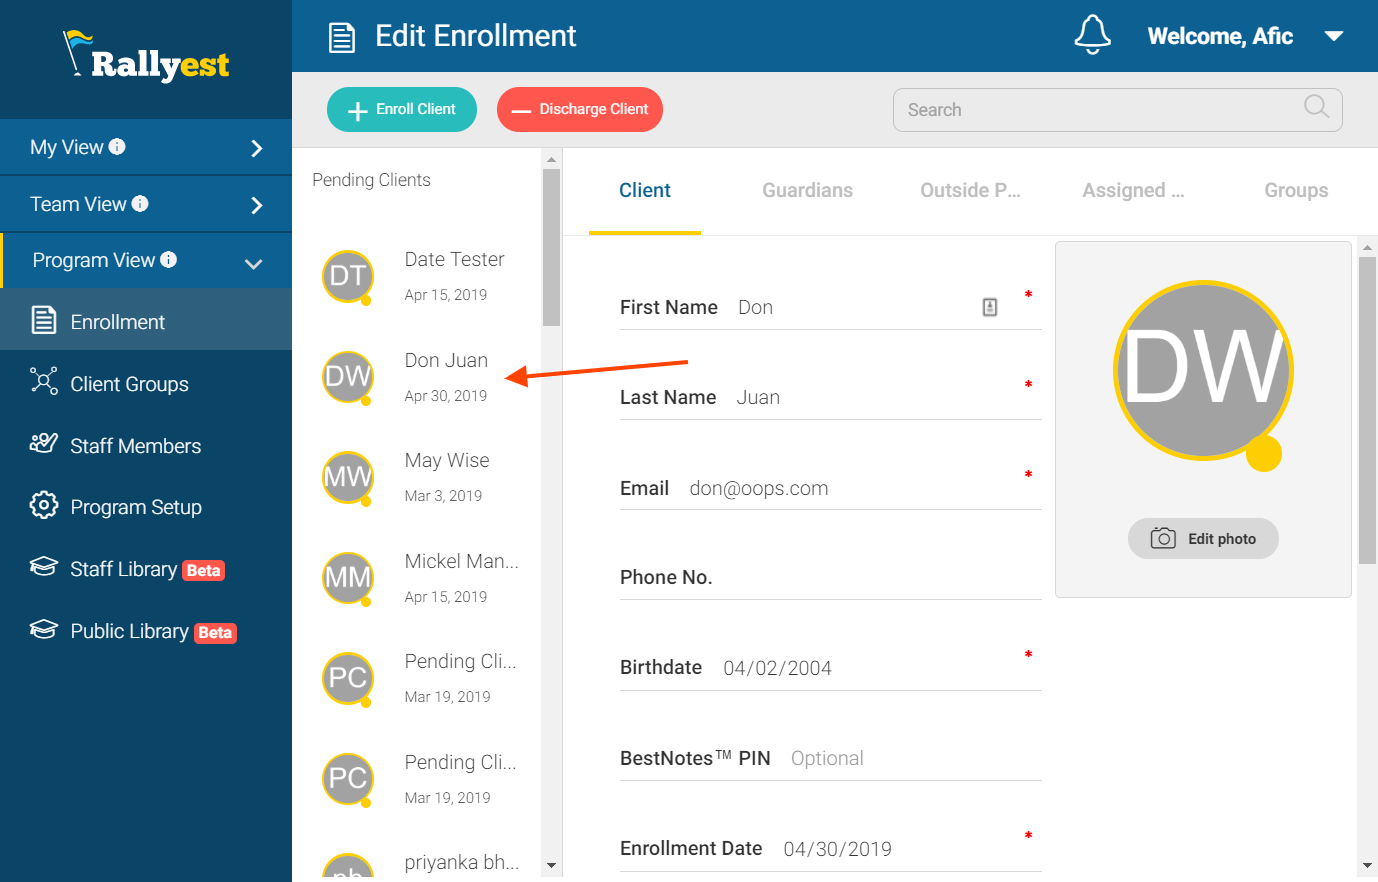 Rallyest
Edit Enrollment
Welcome, Afic
Enroll Client
Discharge Client
Search
My View
Team View
Program View
Enrollment
Client Groups
Staff Members
Program Setup
Staff Library Beta
Public Library Beta
Pending Clients
DT
Date Tester
Apr 15, 2019
DW
Don Juan
Apr 30, 2019
MW
May Wise
Mar 3, 2019
MM
Mickel Man...
Apr 15, 2019
PC
Pending Cli...
Mar 19, 2019
PC
Pending Cli...
Mar 19, 2019
pb
priyanka bh...
Client
Guardians
Outside P...
Assigned ...
Groups
First Name Don *
Last Name Juan *
Email don@oops.com *
Phone No.
Birthdate 04/02/2004 *
BestNotes™ PIN Optional
Enrollment Date 04/30/2019 *
DW
Edit photo